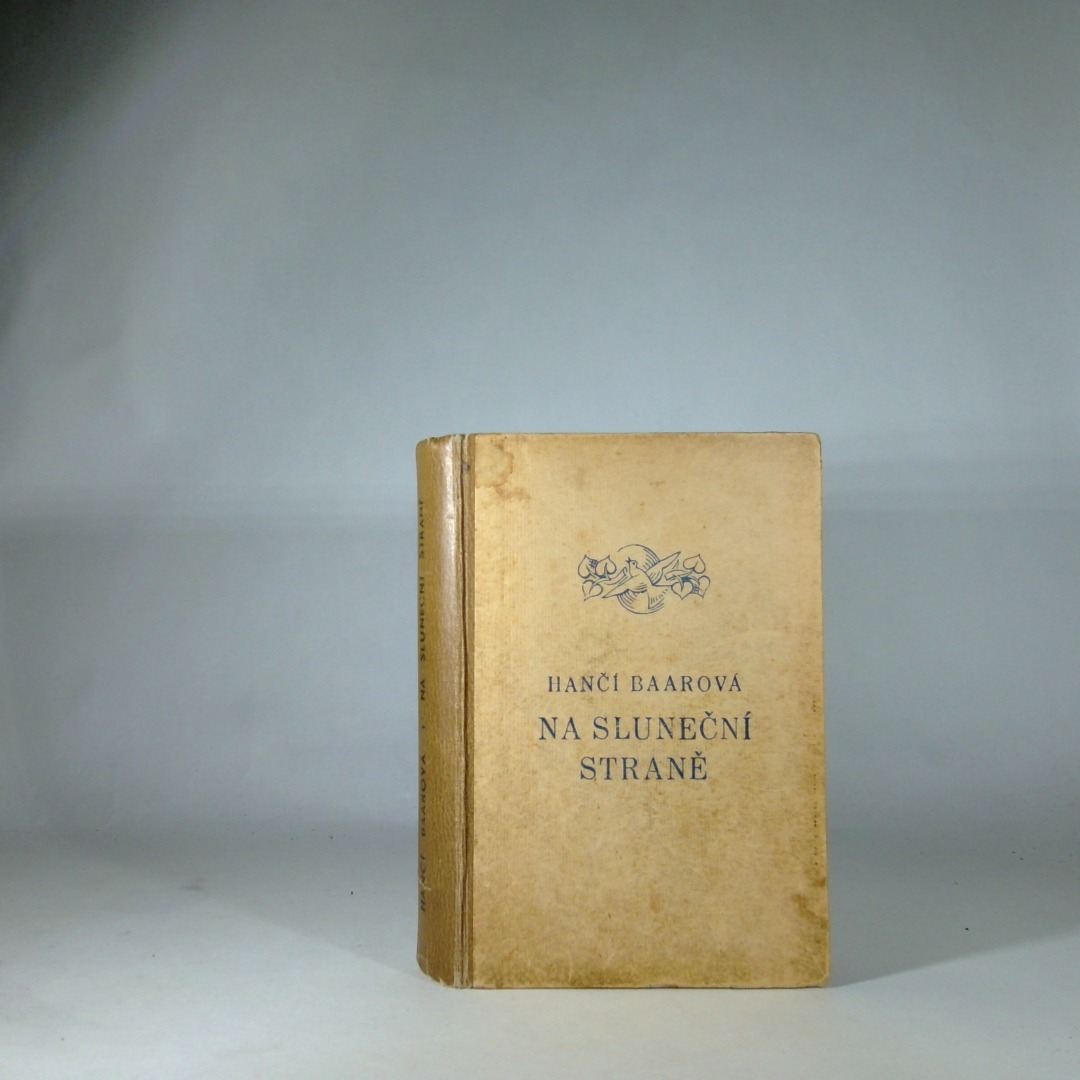 HANČÍ BAAROVÁ
NA SLUNEČNÍ
STRANĚ
HANČÍ BAAROVÁ | NA SLUNEČNÍ STRANĚ